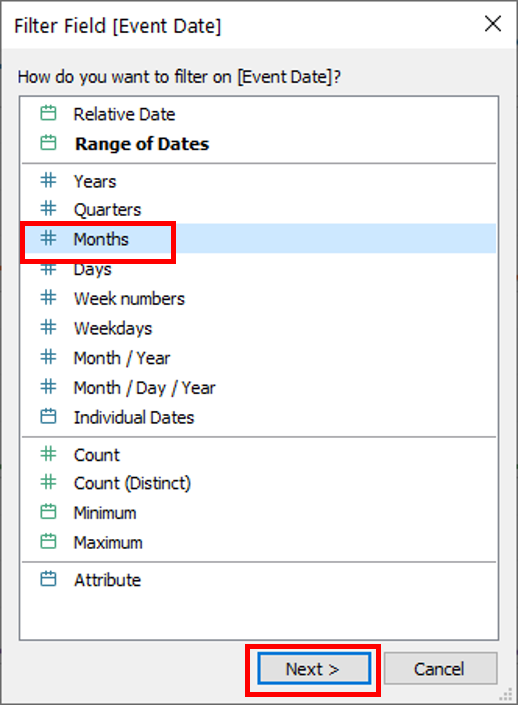 Filter Field [Event Date]
How do you want to filter on [Event Date]?
Relative Date
Range of Dates
Years
Quarters
Months
Days
Week numbers
Weekdays
Month / Year
Month / Day / Year
Individual Dates
Count
Count (Distinct)
Minimum
Maximum
Attribute
Next >
Cancel